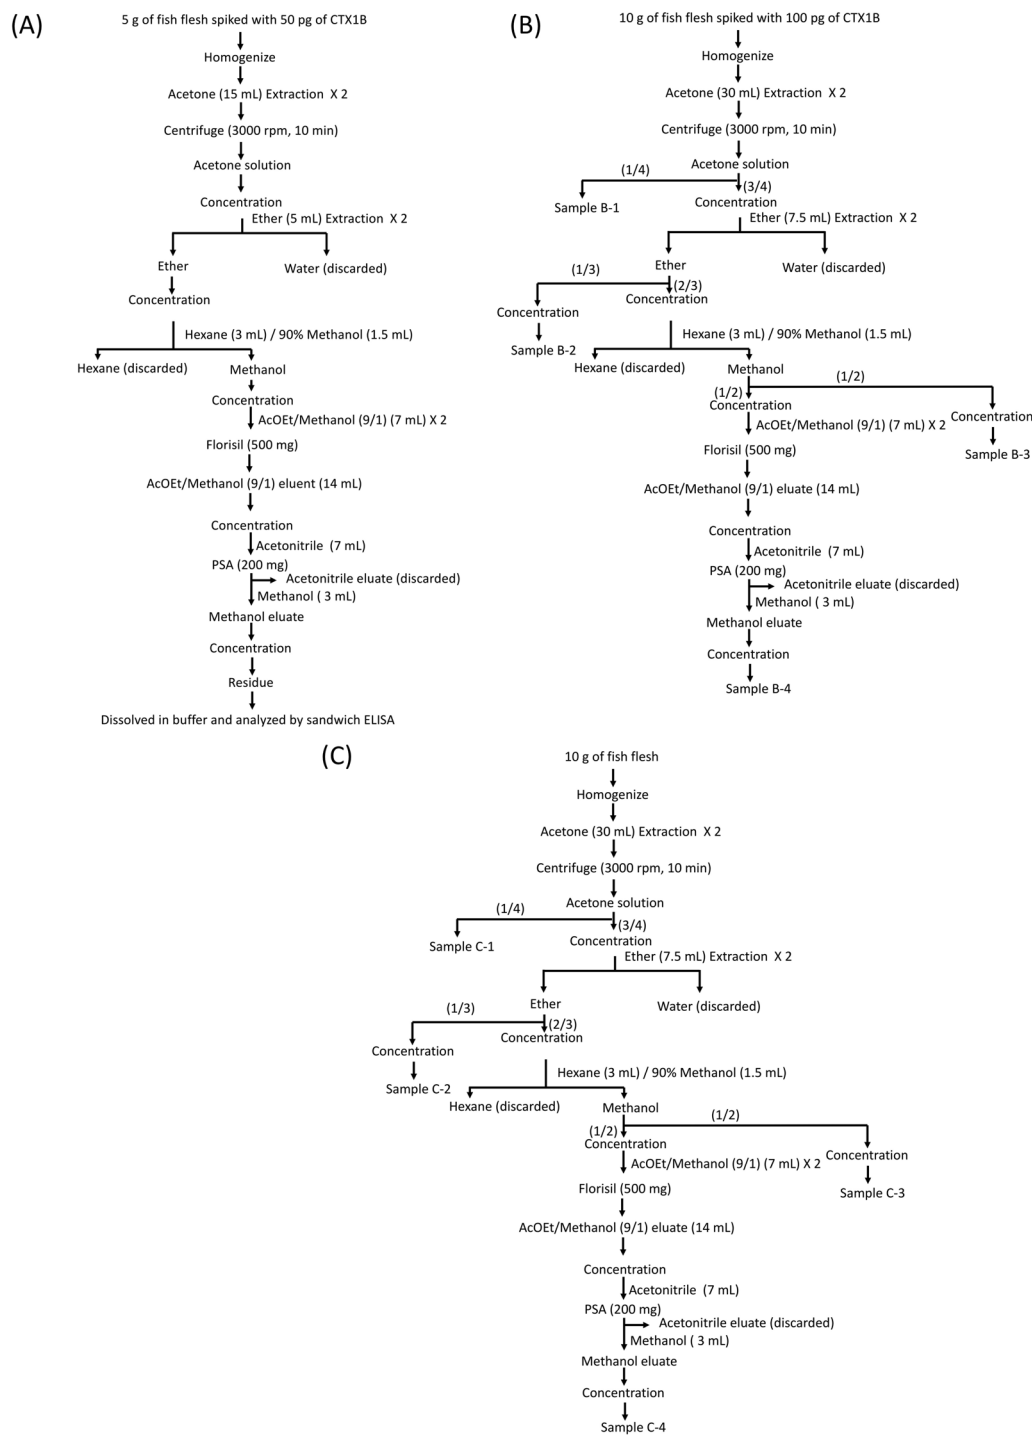 (A)
5 g of fish flesh spiked with 50 pg of CTX1B
Homogenize
Acetone (15 mL) Extraction X 2
Centrifuge (3000 rpm, 10 min)
Acetone solution
Concentration
Ether (5 mL) Extraction X 2
Ether
Water (discarded)
Concentration
Hexane (3 mL) / 90% Methanol (1.5 mL)
Hexane (discarded)
Methanol
Concentration
AcOEt/Methanol (9/1) (7 mL) X 2
Florisil (500 mg)
AcOEt/Methanol (9/1) eluent (14 mL)
Concentration
Acetonitrile (7 mL)
PSA (200 mg)
Acetonitrile eluate (discarded)
Methanol ( 3 mL)
Methanol eluate
Concentration
Residue
Dissolved in buffer and analyzed by sandwich ELISA
(B)
10 g of fish flesh spiked with 100 pg of CTX1B
Homogenize
Acetone (30 mL) Extraction X 2
Centrifuge (3000 rpm, 10 min)
Acetone solution
(1/4)
(3/4)
Sample B-1
Concentration
Ether (7.5 mL) Extraction X 2
Ether
Water (discarded)
(1/3)
(2/3)
Concentration
Concentration
Sample B-2
Hexane (3 mL) / 90% Methanol (1.5 mL)
Hexane (discarded)
Methanol
(1/2)
(1/2)
Concentration
Concentration
AcOEt/Methanol (9/1) (7 mL) X 2
Sample B-3
Florisil (500 mg)
AcOEt/Methanol (9/1) eluate (14 mL)
Concentration
Acetonitrile (7 mL)
PSA (200 mg)
Acetonitrile eluate (discarded)
Methanol ( 3 mL)
Methanol eluate
Concentration
Sample B-4
(C)
10 g of fish flesh
Homogenize
Acetone (30 mL) Extraction X 2
Centrifuge (3000 rpm, 10 min)
Acetone solution
(1/4)
(3/4)
Sample C-1
Concentration
Ether (7.5 mL) Extraction X 2
Ether
Water (discarded)
(1/3)
(2/3)
Concentration
Concentration
Sample C-2
Hexane (3 mL) / 90% Methanol (1.5 mL)
Hexane (discarded)
Methanol
(1/2)
(1/2)
Concentration
Concentration
AcOEt/Methanol (9/1) (7 mL) X 2
Sample C-3
Florisil (500 mg)
AcOEt/Methanol (9/1) eluate (14 mL)
Concentration
Acetonitrile (7 mL)
PSA (200 mg)
Acetonitrile eluate (discarded)
Methanol ( 3 mL)
Methanol eluate
Concentration
Sample C-4